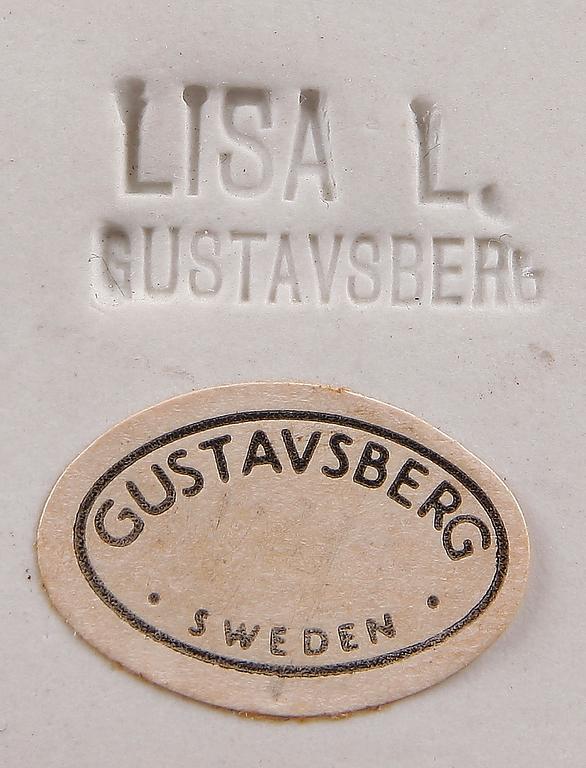 LISA L.
GUSTAVSBERG
GUSTAVSBERG
· SWEDEN ·